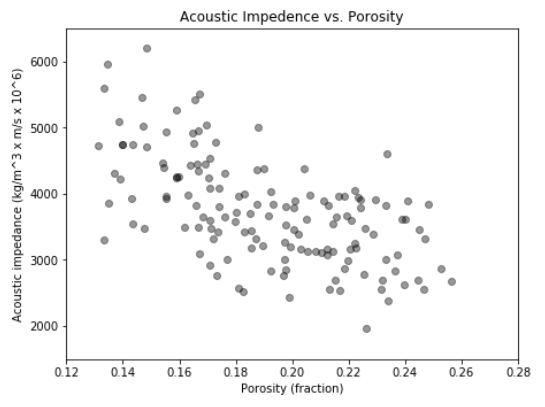 Acoustic Impedence vs. Porosity
Acoustic impedance (kg/m^3 x m/s x 10^6)
6000
5000
4000
3000
2000
0.12 0.14 0.16 0.18 0.20 0.22 0.24 0.26 0.28
Porosity (fraction)